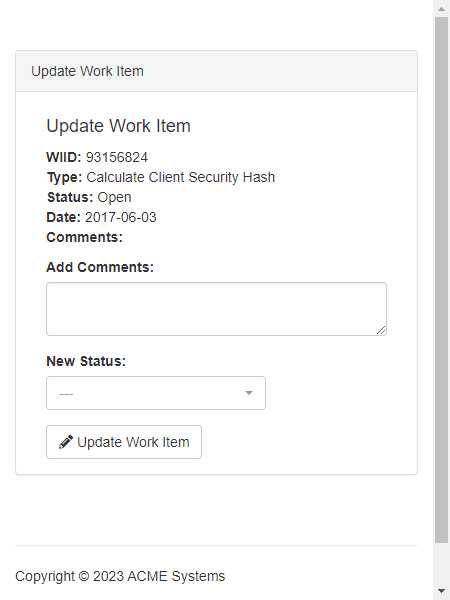 Update Work Item
Update Work Item
WIID: 93156824
Type: Calculate Client Security Hash
Status: Open
Date: 2017-06-03
Comments:
Add Comments:
New Status:
---
Update Work Item
Copyright © 2023 ACME Systems